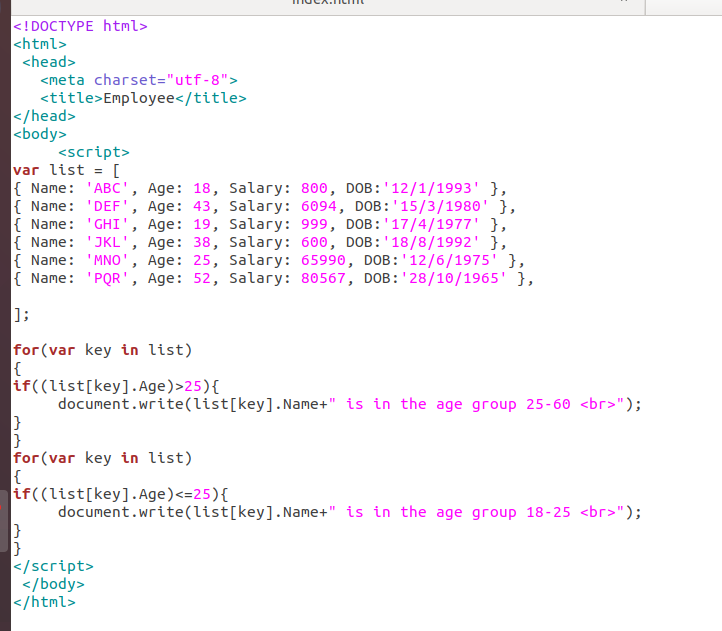 index.html
<!DOCTYPE html>
<html>
 <head>
   <meta charset="utf-8">
   <title>Employee</title>
</head>
<body>
     <script>
var list = [
{ Name: 'ABC', Age: 18, Salary: 800, DOB:'12/1/1993' },
{ Name: 'DEF', Age: 43, Salary: 6094, DOB:'15/3/1980' },
{ Name: 'GHI', Age: 19, Salary: 999, DOB:'17/4/1977' },
{ Name: 'JKL', Age: 38, Salary: 600, DOB:'18/8/1992' },
{ Name: 'MNO', Age: 25, Salary: 65990, DOB:'12/6/1975' },
{ Name: 'PQR', Age: 52, Salary: 80567, DOB:'28/10/1965' },
];
for(var key in list)
{
if((list[key].Age)>25){
     document.write(list[key].Name+" is in the age group 25-60 <br>");
}
}
for(var key in list)
{
if((list[key].Age)<=25){
     document.write(list[key].Name+" is in the age group 18-25 <br>");
}
}
</script>
 </body>
</html>